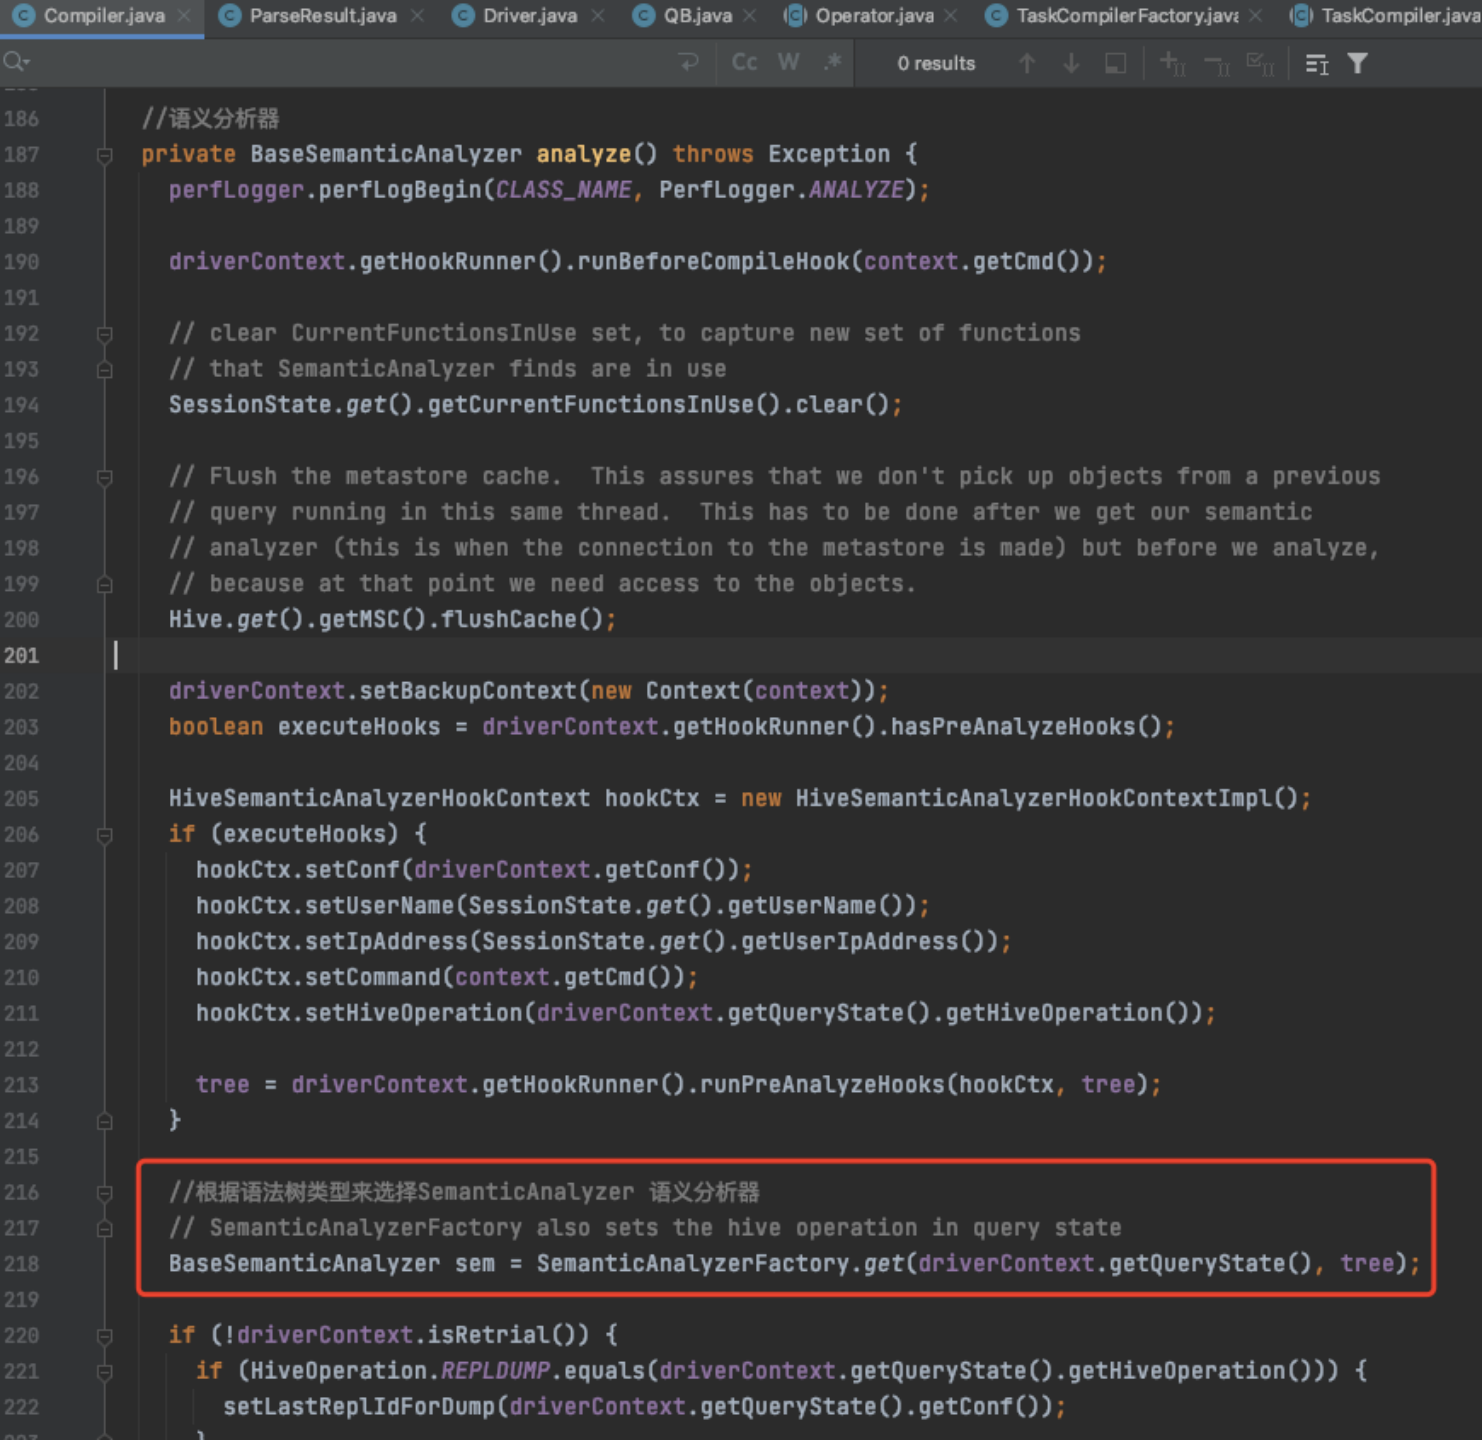 Compiler.java ParseResult.java Driver.java QB.java Operator.java TaskCompilerFactory.java TaskCompiler.java
Cc W .* 0 results
186 //语义分析器
187 private BaseSemanticAnalyzer analyze() throws Exception {
188 perfLogger.perfLogBegin(CLASS_NAME, PerfLogger.ANALYZE);
189
190 driverContext.getHookRunner().runBeforeCompileHook(context.getCmd());
191
192 // clear CurrentFunctionsInUse set, to capture new set of functions
193 // that SemanticAnalyzer finds are in use
194 SessionState.get().getCurrentFunctionsInUse().clear();
195
196 // Flush the metastore cache.  This assures that we don't pick up objects from a previous
197 // query running in this same thread.  This has to be done after we get our semantic
198 // analyzer (this is when the connection to the metastore is made) but before we analyze,
199 // because at that point we need access to the objects.
200 Hive.get().getMSC().flushCache();
201
202 driverContext.setBackupContext(new Context(context));
203 boolean executeHooks = driverContext.getHookRunner().hasPreAnalyzeHooks();
204
205 HiveSemanticAnalyzerHookContext hookCtx = new HiveSemanticAnalyzerHookContextImpl();
206 if (executeHooks) {
207 hookCtx.setConf(driverContext.getConf());
208 hookCtx.setUserName(SessionState.get().getUserName());
209 hookCtx.setIpAddress(SessionState.get().getUserIpAddress());
210 hookCtx.setCommand(context.getCmd());
211 hookCtx.setHiveOperation(driverContext.getQueryState().getHiveOperation());
212
213 tree = driverContext.getHookRunner().runPreAnalyzeHooks(hookCtx, tree);
214 }
215
216 //根据语法树类型来选择SemanticAnalyzer 语义分析器
217 // SemanticAnalyzerFactory also sets the hive operation in query state
218 BaseSemanticAnalyzer sem = SemanticAnalyzerFactory.get(driverContext.getQueryState(), tree);
219
220 if (!driverContext.isRetrial()) {
221 if (HiveOperation.REPLDUMP.equals(driverContext.getQueryState().getHiveOperation())) {
222 setLastReplIdForDump(driverContext.getQueryState().getConf());